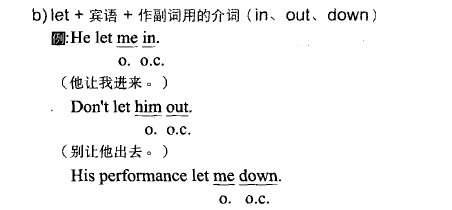 b) let + 宾语 + 作副词用的介词（in、out、down）
例:He let me in.
o. o.c.
（他让我进来。）
Don't let him out.
o. o.c.
（别让他出去。）
His performance let me down.
o. o.c.